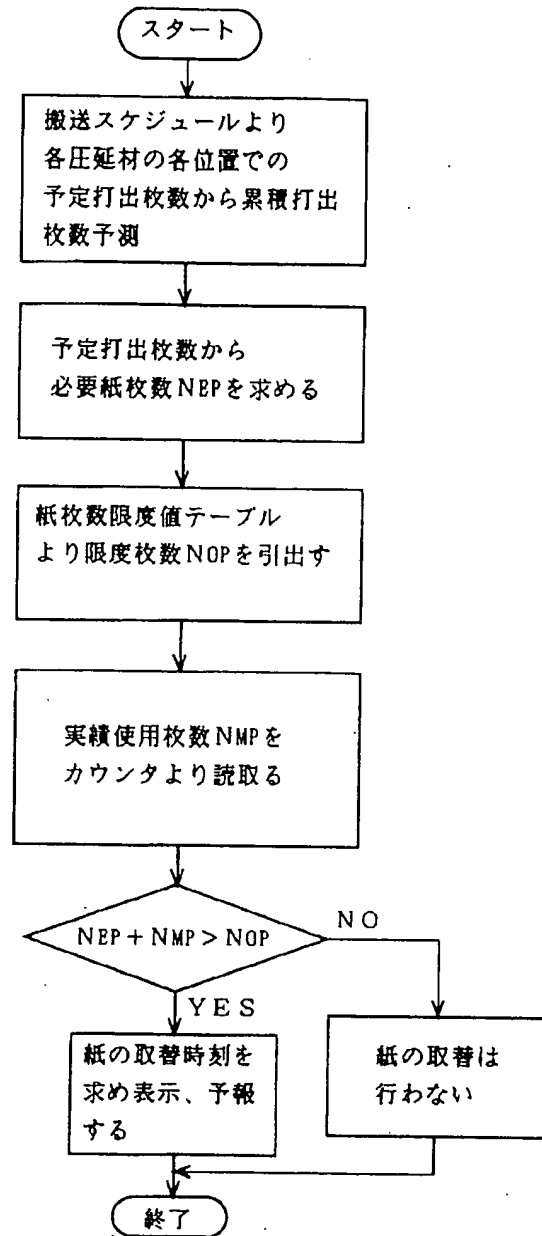 スタート
搬送スケジュールより
各圧延材の各位置での
予定打出枚数から累積打出
枚数予測
予定打出枚数から
必要紙枚数NEPを求める
紙枚数限度値テーブル
より限度枚数NOPを引出す
実績使用枚数NMPを
カウンタより読取る
NEP+NMP>NOP
NO
YES
紙の取替時刻を
求め表示、予報
する
紙の取替は
行わない
終了